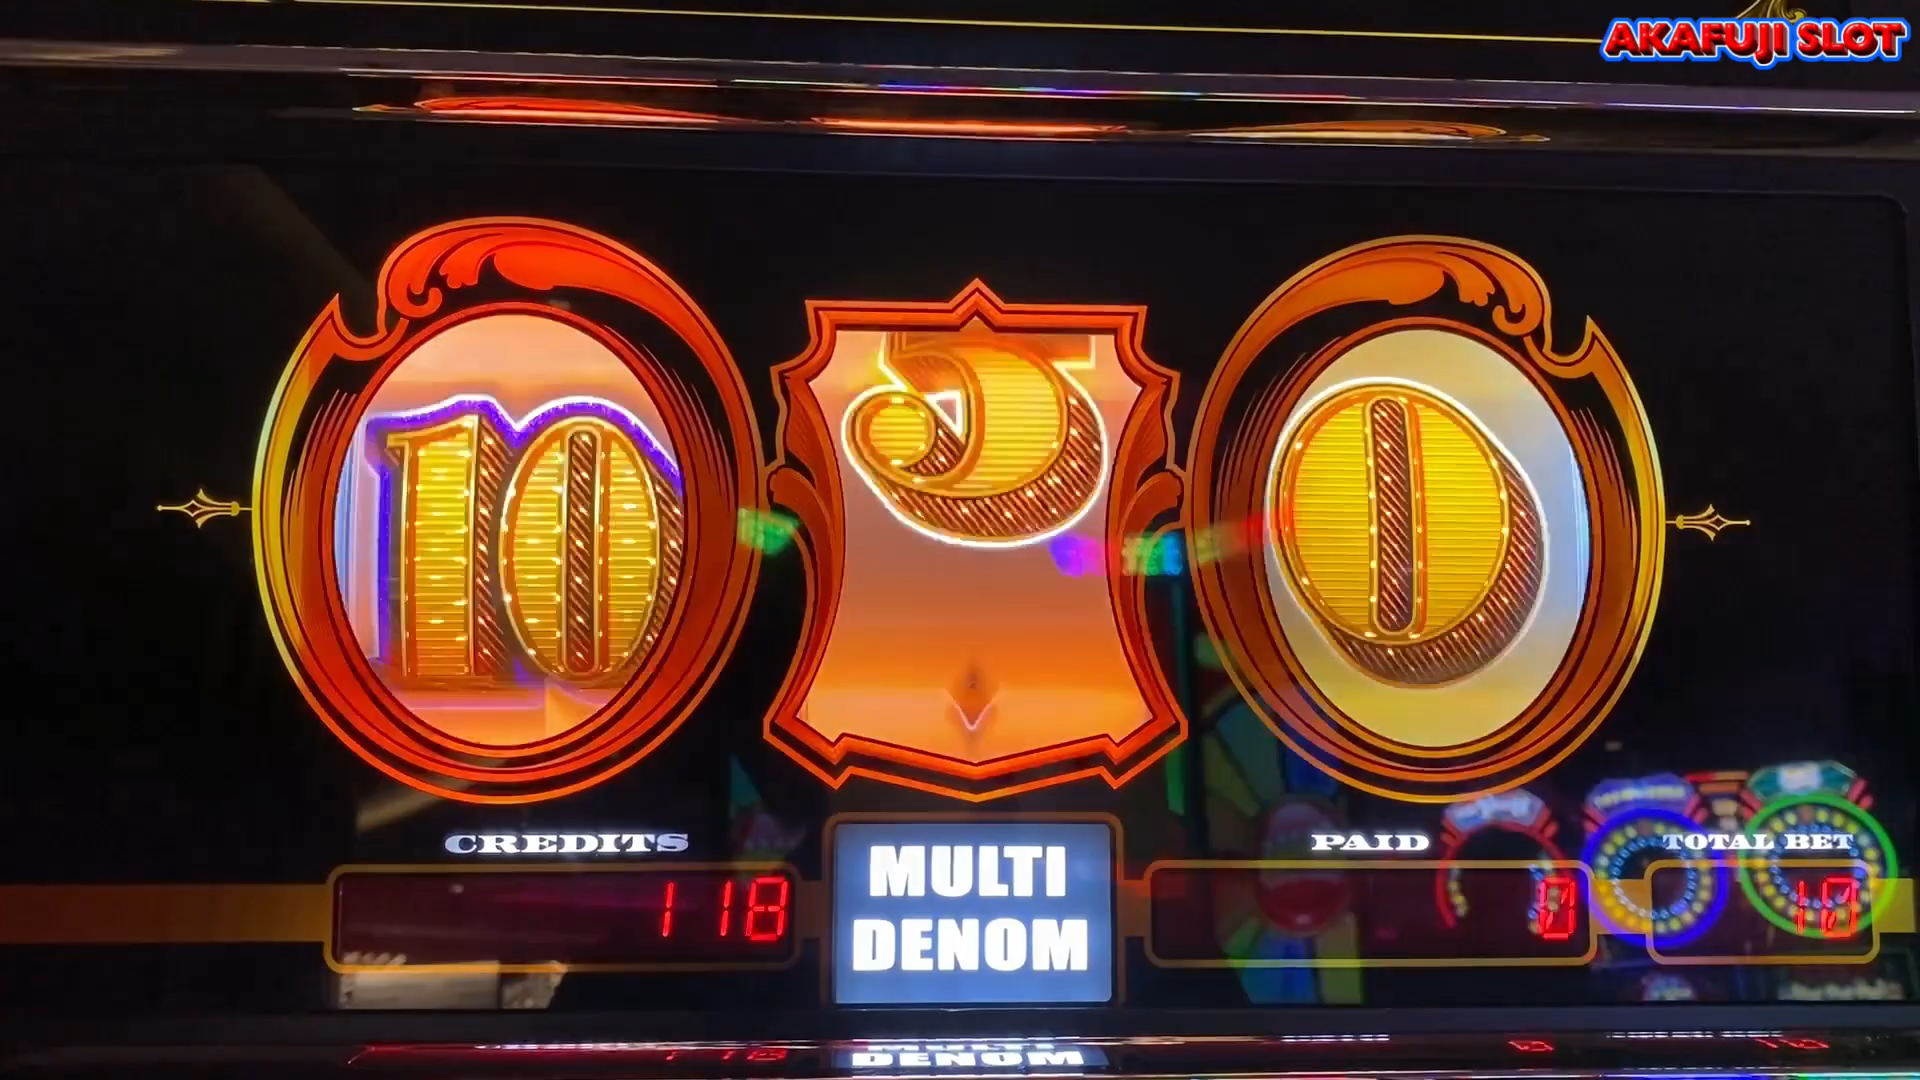 AKAFUJI SLOT
10 5 0
CREDITS PAID TOTAL BET
118 0 10
MULTI
DENOM